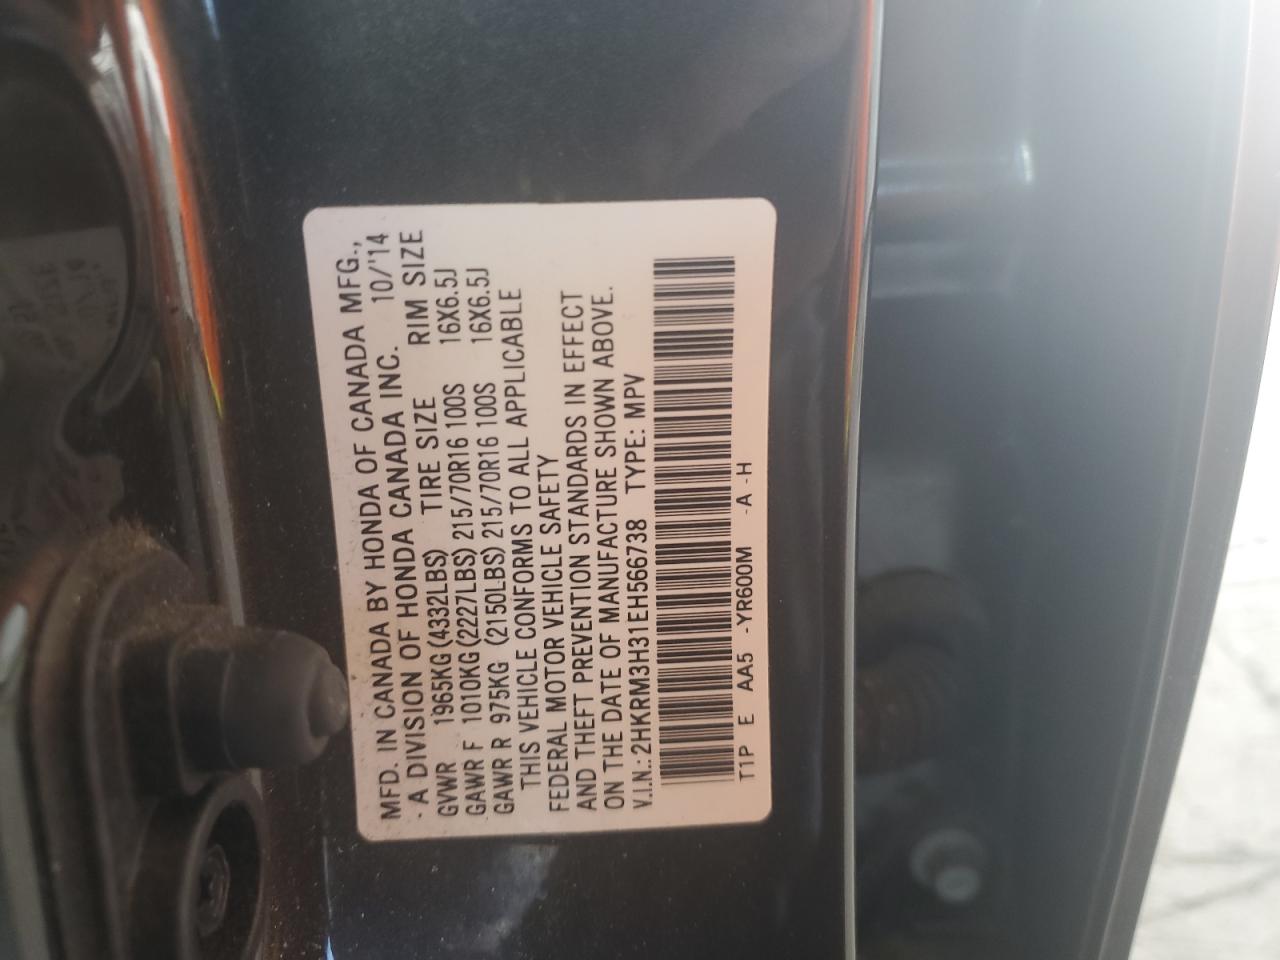 MFD. IN CANADA BY HONDA OF CANADA MFG.,
- A DIVISION OF HONDA CANADA INC. 10/'14
GVWR 1965KG(4332LBS) TIRE SIZE RIM SIZE
GAWR F 1010KG(2227LBS) 215/70R16 100S 16X6.5J
GAWR R 975KG (2150LBS) 215/70R16 100S 16X6.5J
THIS VEHICLE CONFORMS TO ALL APPLICABLE
FEDERAL MOTOR VEHICLE SAFETY
AND THEFT PREVENTION STANDARDS IN EFFECT
ON THE DATE OF MANUFACTURE SHOWN ABOVE.
V.I.N.:2HKRM3H31EH566738 TYPE: MPV
T1P E AA5 -YR600M -A -H